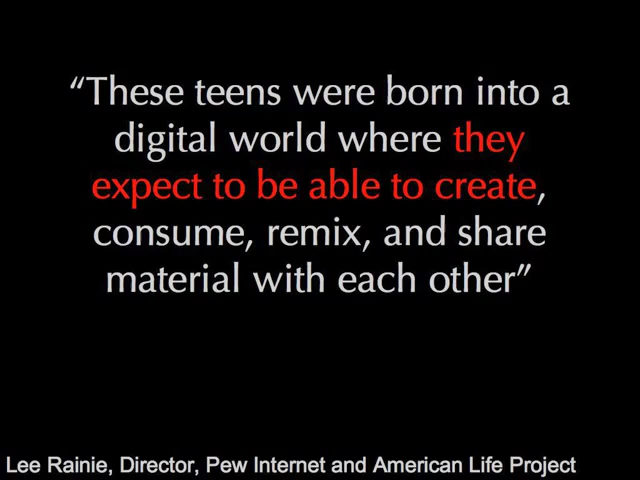 “These teens were born into a
digital world where they
expect to be able to create,
consume, remix, and share
material with each other”
Lee Rainie, Director, Pew Internet and American Life Project